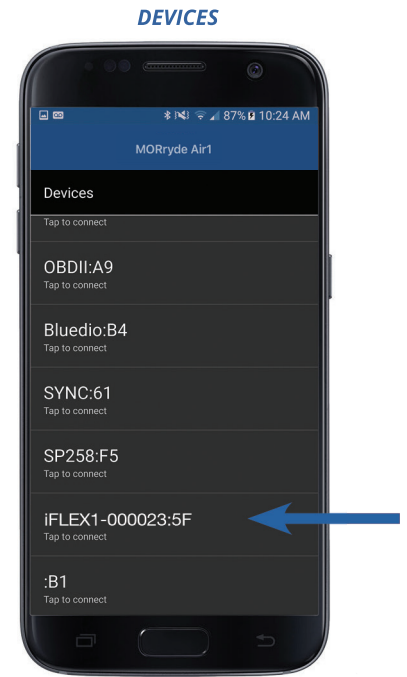 DEVICES
87% 10:24 AM
MORryde Air1
Devices
Tap to connect
OBDII:A9
Tap to connect
Bluedio:B4
Tap to connect
SYNC:61
Tap to connect
SP258:F5
Tap to connect
iFLEX1-000023:5F
Tap to connect
:B1
Tap to connect